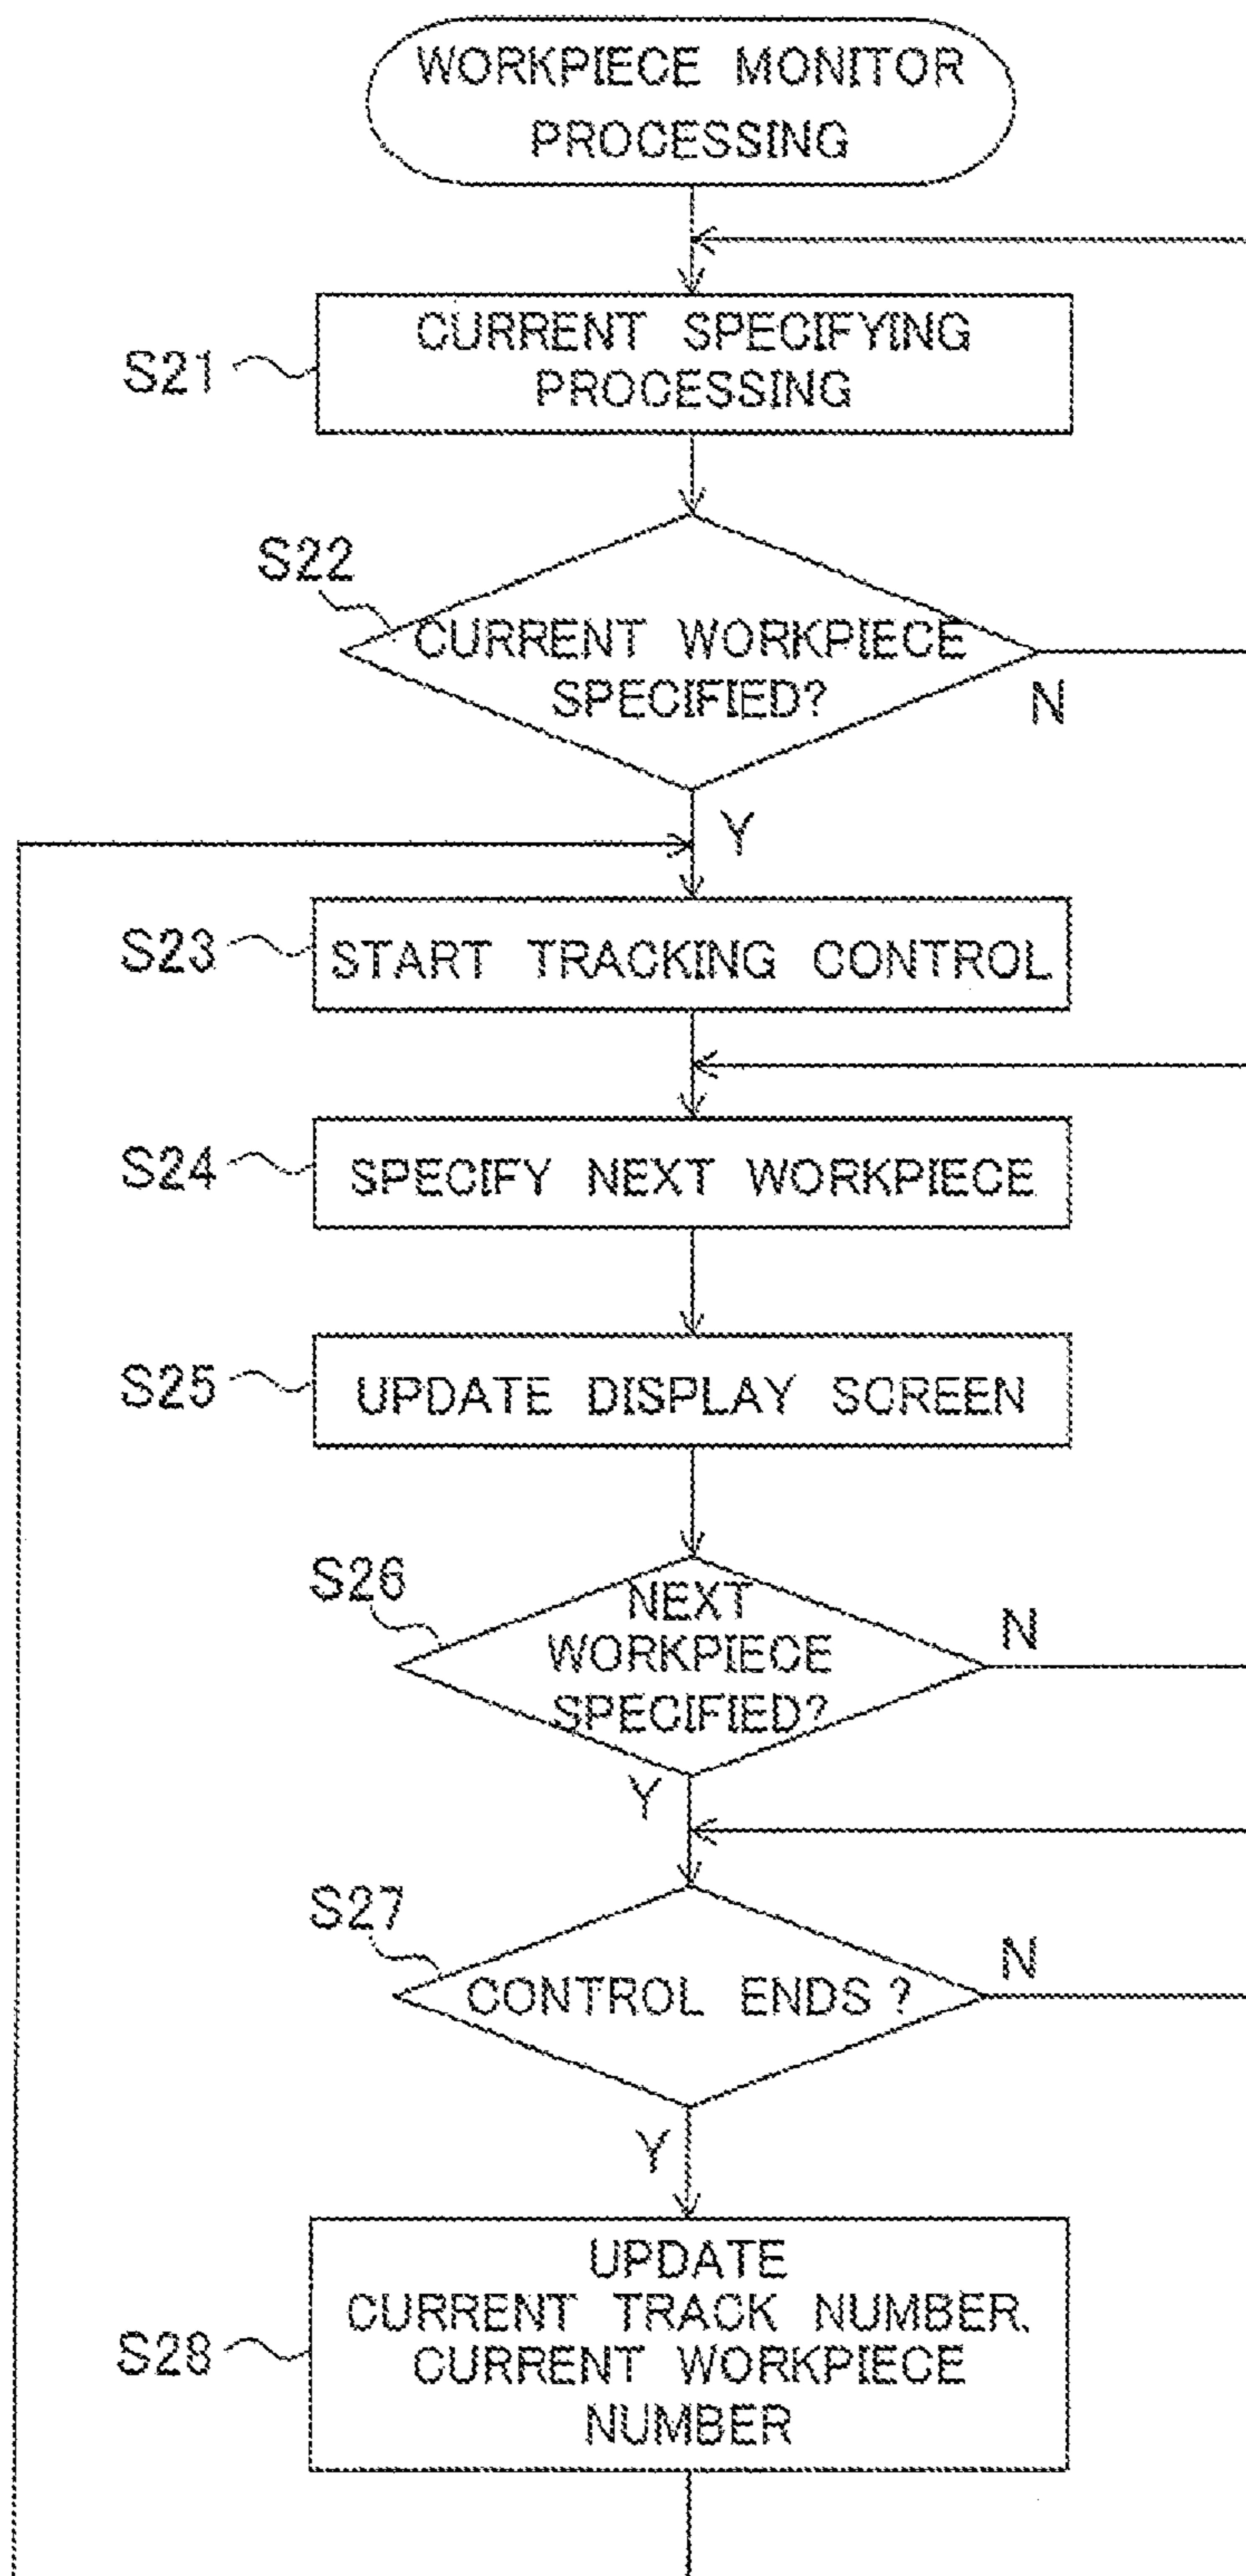 WORKPIECE MONITOR
PROCESSING
S21
CURRENT SPECIFYING
PROCESSING
S22
CURRENT WORKPIECE
SPECIFIED?
N
Y
S23
START TRACKING CONTROL
S24
SPECIFY NEXT WORKPIECE
S25
UPDATE DISPLAY SCREEN
S26
NEXT
WORKPIECE
SPECIFIED?
N
Y
S27
CONTROL ENDS?
N
Y
S28
UPDATE
CURRENT TRACK NUMBER,
CURRENT WORKPIECE
NUMBER